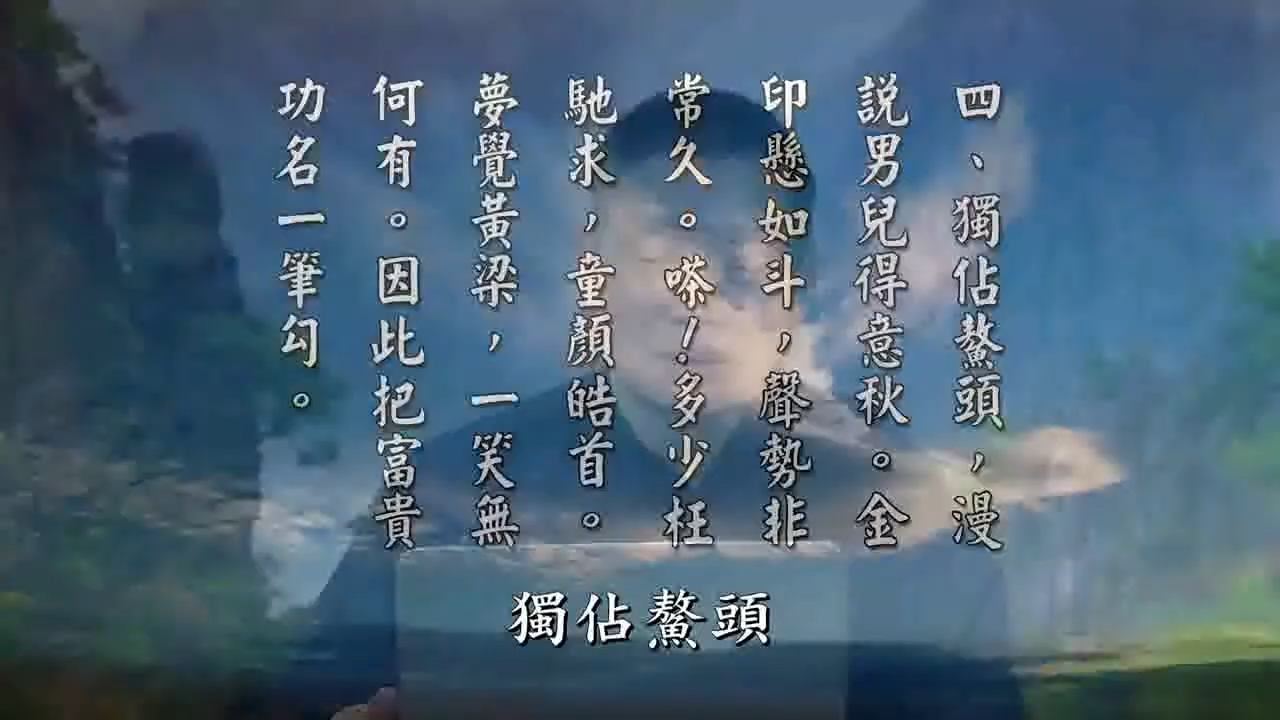 四、獨佔鰲頭，漫
說男兒得意秋。金
印懸如斗，聲勢非
常久。嗏！多少枉
馳求，童顏皓首。
夢覺黃梁，一笑無
何有。因此把富貴
功名一筆勾。
獨佔鰲頭